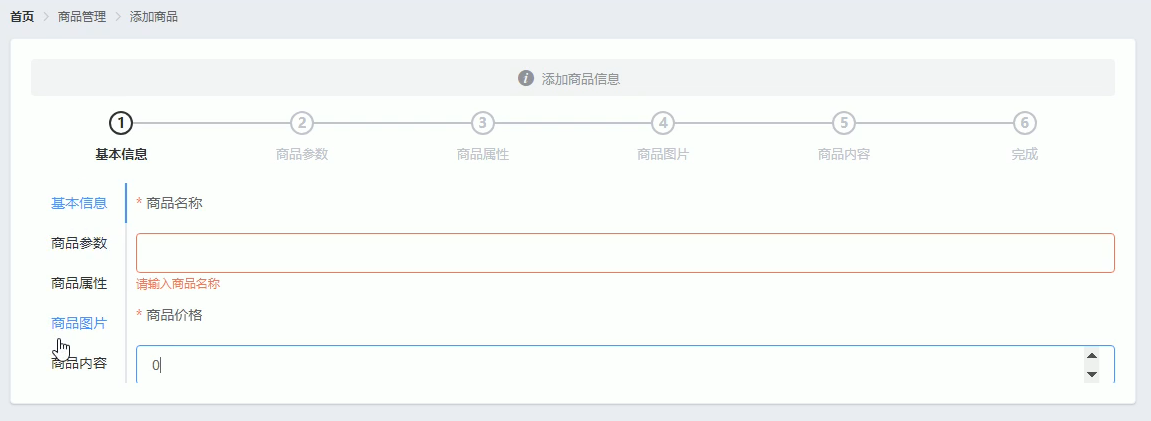 首页 > 商品管理 > 添加商品
添加商品信息
1 2 3 4 5 6
基本信息 商品参数 商品属性 商品图片 商品内容 完成
基本信息
商品参数
商品属性
商品图片
商品内容
* 商品名称
请输入商品名称
* 商品价格
0